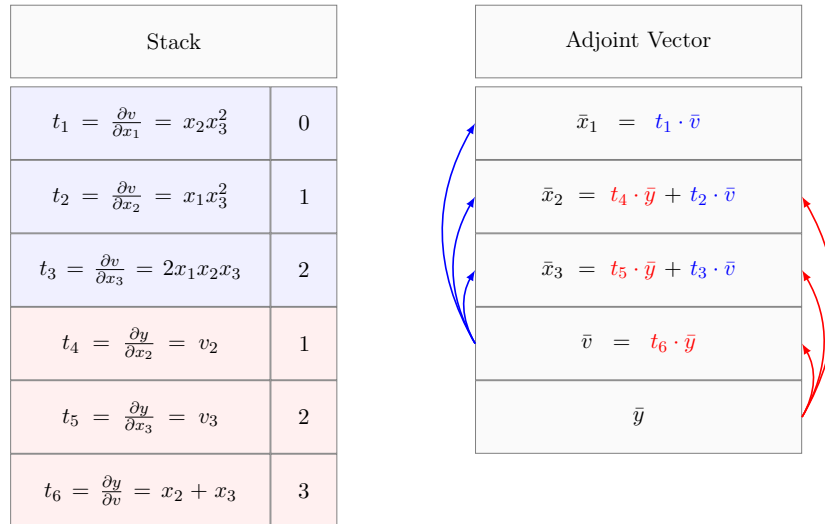 Stack
t₁ = ∂v/∂x₁ = x₂x₃² 0
t₂ = ∂v/∂x₂ = x₁x₃² 1
t₃ = ∂v/∂x₃ = 2x₁x₂x₃ 2
t₄ = ∂y/∂x₂ = v₂ 1
t₅ = ∂y/∂x₃ = v₃ 2
t₆ = ∂y/∂v = x₂ + x₃ 3
Adjoint Vector
x̄₁ = t₁ · v̄
x̄₂ = t₄ · ȳ + t₂ · v̄
x̄₃ = t₅ · ȳ + t₃ · v̄
v̄ = t₆ · ȳ
ȳ